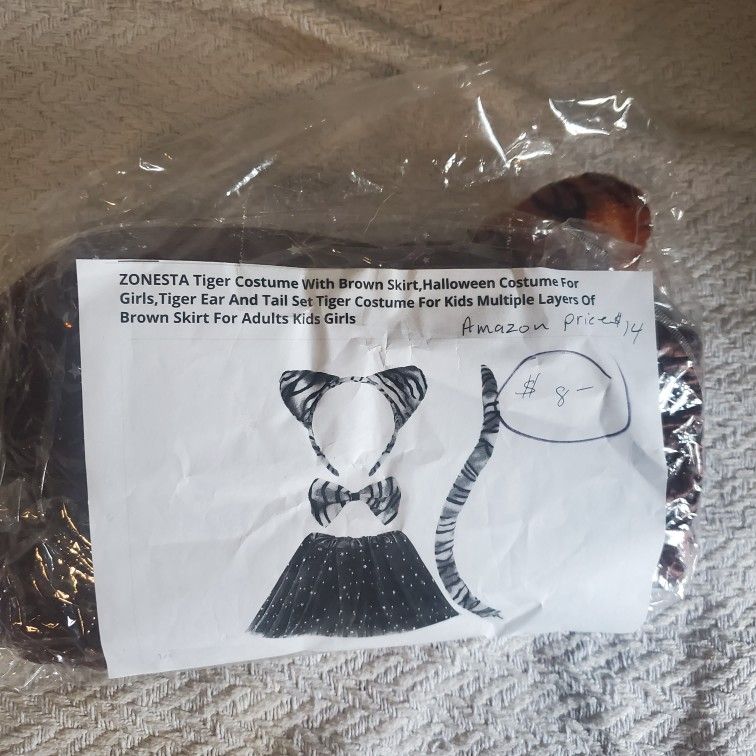 ZONESTA Tiger Costume With Brown Skirt,Halloween Costume For
Girls,Tiger Ear And Tail Set Tiger Costume For Kids Multiple Layers Of
Brown Skirt For Adults Kids Girls
Amazon price $14
$ 8 -